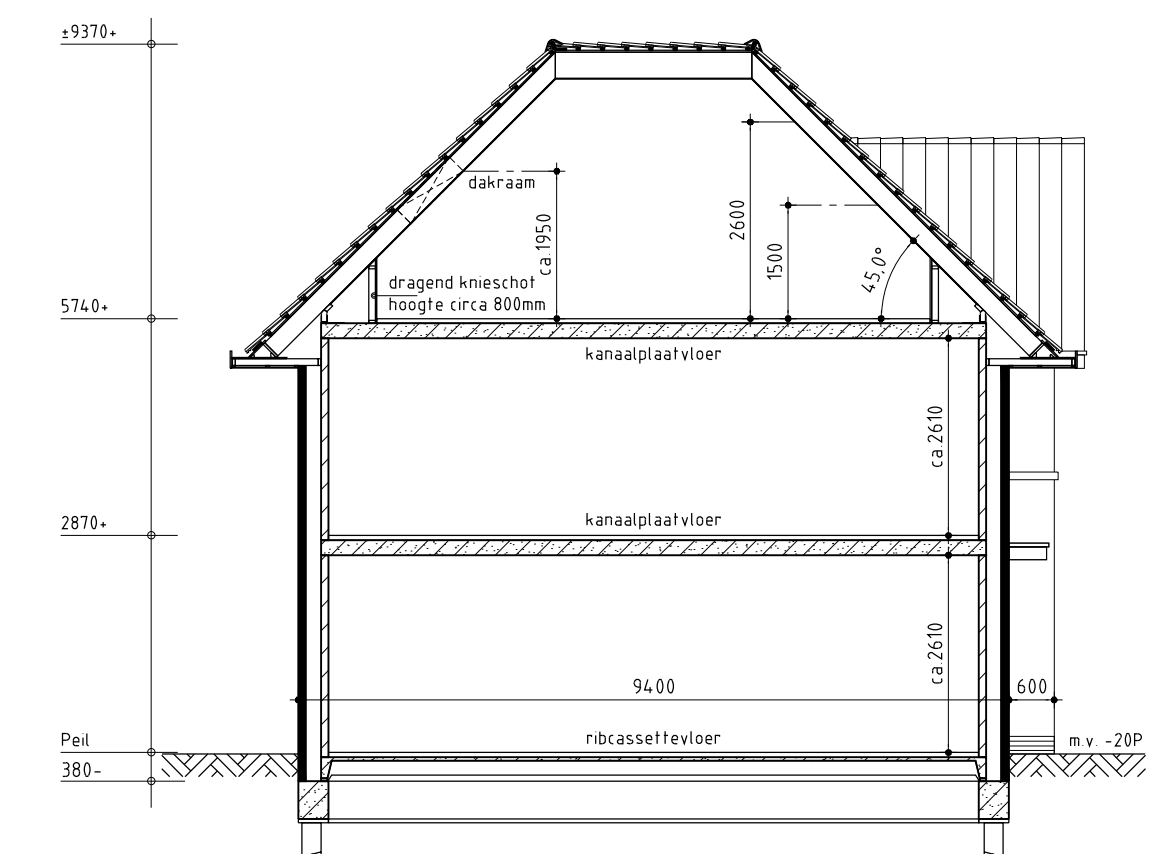 ±9370+
dakraam
ca.1950
2600
1500
45,0°
dragend knieschot
hoogte circa 800mm
5740+
kanaalplaatvloer
ca.2610
2870+
kanaalplaatvloer
ca.2610
9400
600
Peil
ribcassettevloer
m.v. -20P
380-